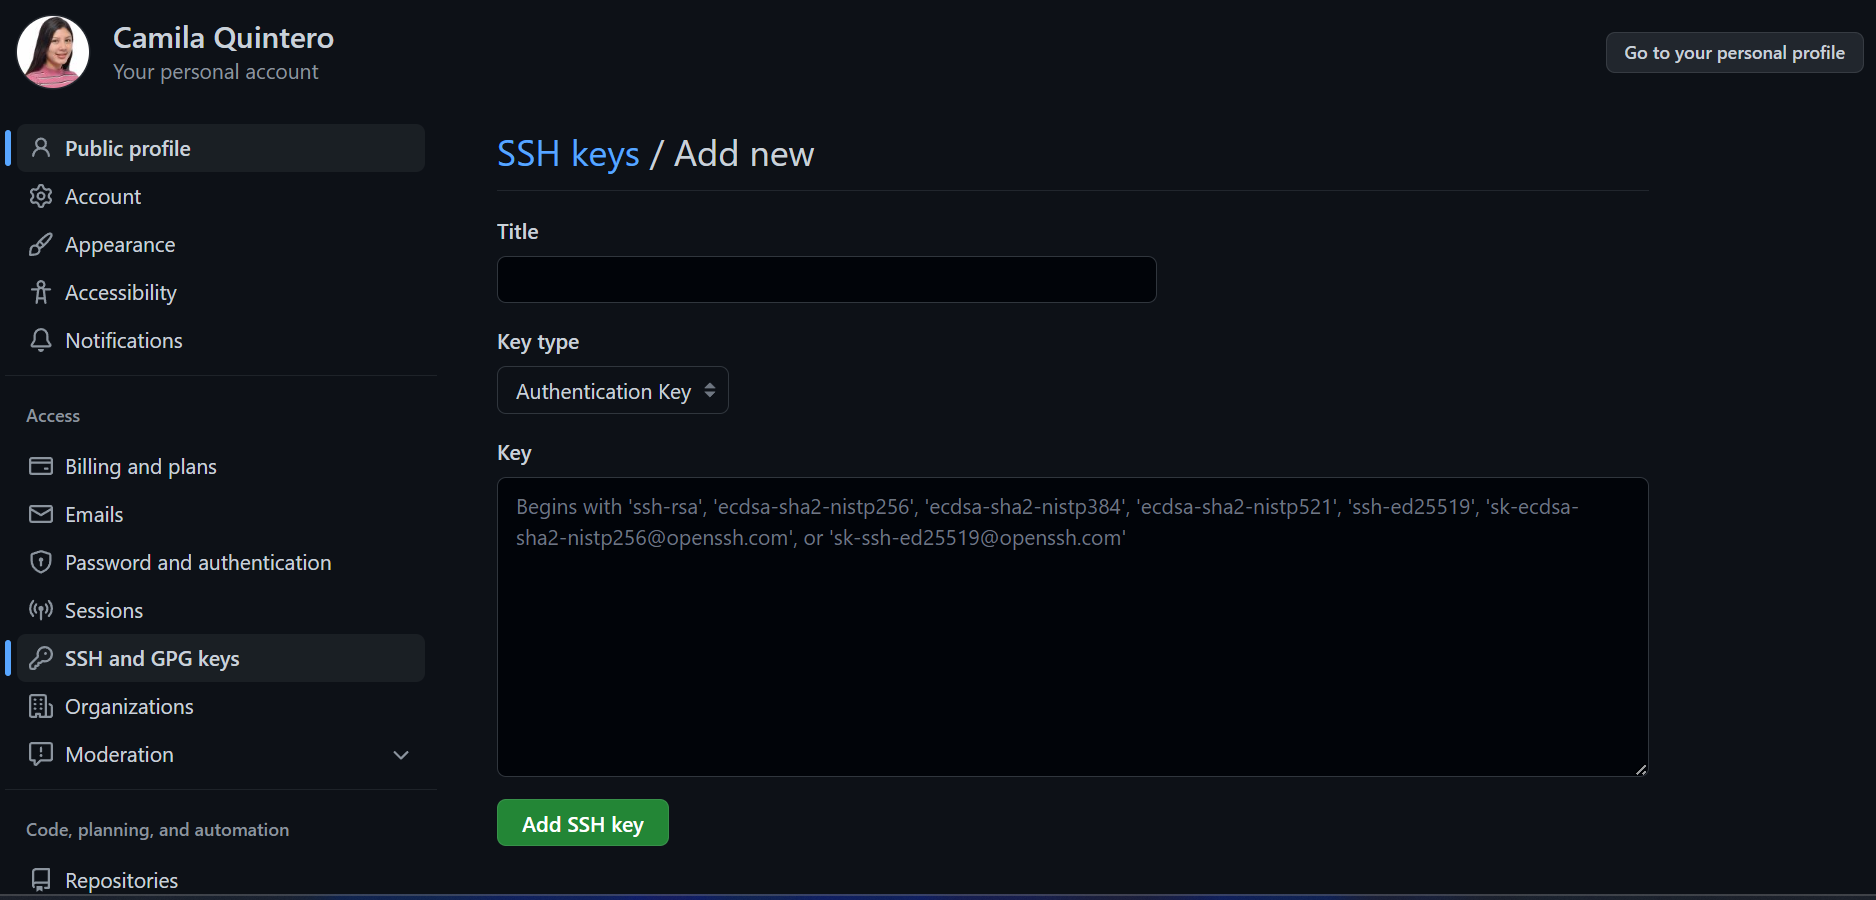 Camila Quintero
Your personal account
Go to your personal profile
Public profile
Account
Appearance
Accessibility
Notifications
Access
Billing and plans
Emails
Password and authentication
Sessions
SSH and GPG keys
Organizations
Moderation
Code, planning, and automation
Repositories
SSH keys / Add new
Title
Key type
Authentication Key
Key
Begins with 'ssh-rsa', 'ecdsa-sha2-nistp256', 'ecdsa-sha2-nistp384', 'ecdsa-sha2-nistp521', 'ssh-ed25519', 'sk-ecdsa-
sha2-nistp256@openssh.com', or 'sk-ssh-ed25519@openssh.com'
Add SSH key